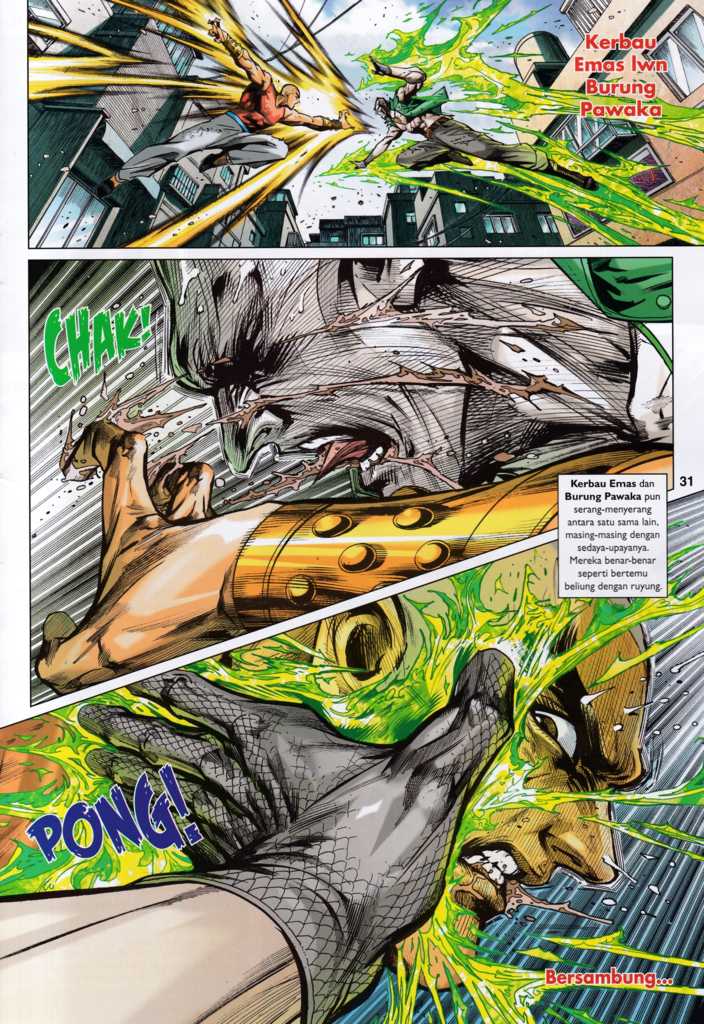 Kerbau
Emas lwn
Burung
Pawaka
CHAK!
Kerbau Emas dan
Burung Pawaka pun
serang-menyerang
antara satu sama lain,
masing-masing dengan
sedaya-upayanya.
Mereka benar-benar
seperti bertemu
beliung dengan ruyung.
31
PONG!
Bersambung...